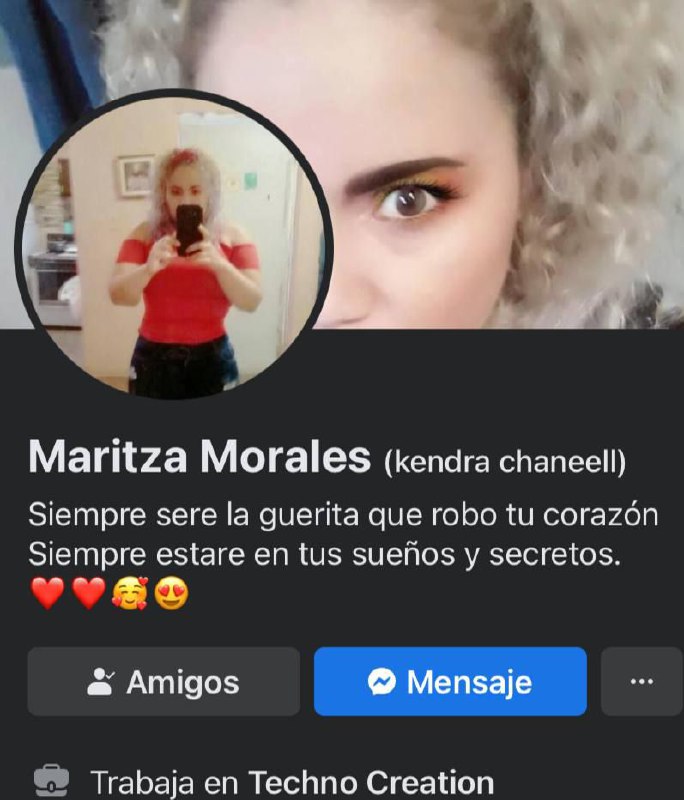 Maritza Morales (kendra chaneell)
Siempre sere la guerita que robo tu corazón
Siempre estare en tus sueños y secretos.
❤️❤️🥰😍
Amigos
Mensaje
Trabaja en Techno Creation